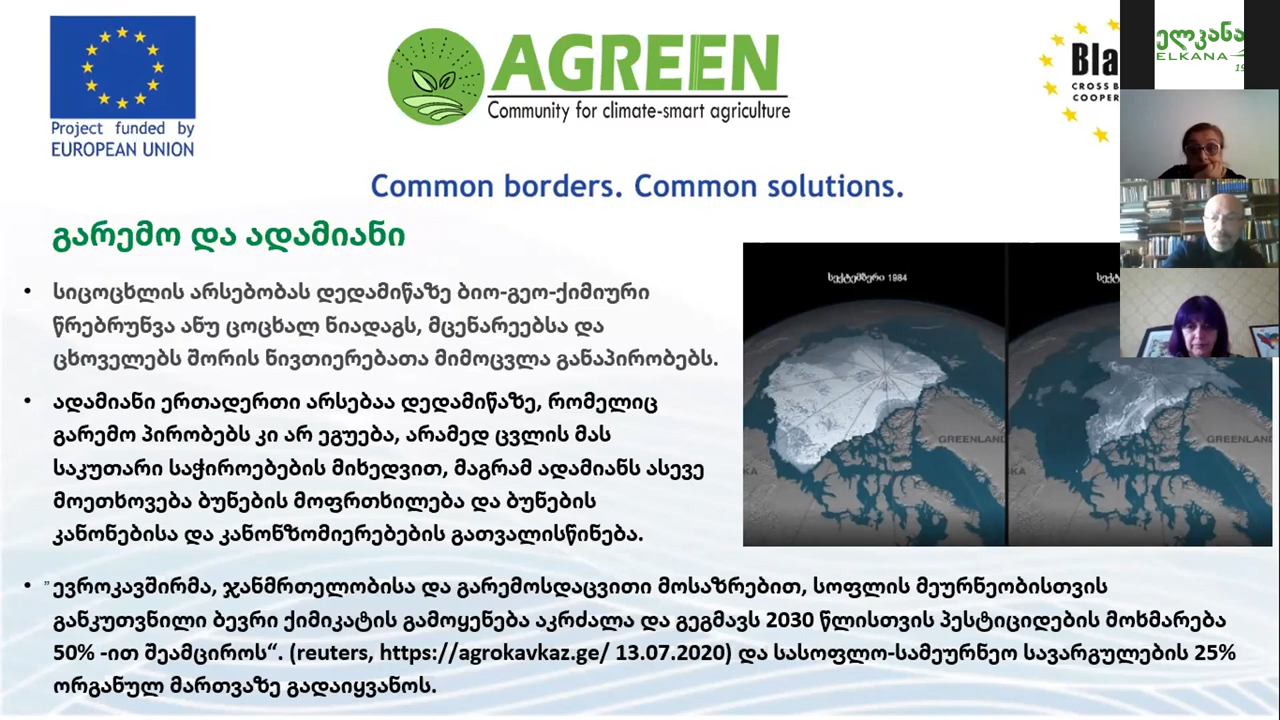 Project funded by
EUROPEAN UNION
AGREEN
Community for climate-smart agriculture
Bla
CROSS B
COOPER
ელკანა
ELKANA
19
Common borders. Common solutions.
გარემო და ადამიანი
• სიცოცხლის არსებობას დედამიწაზე ბიო-გეო-ქიმიური
წრებრუნვა ანუ ცოცხალ ნიადაგს, მცენარეებსა და
ცხოველებს შორის ნივთიერებათა მიმოცვლა განაპირობებს.
• ადამიანი ერთადერთი არსებაა დედამიწაზე, რომელიც
გარემო პირობებს კი არ ეგუება, არამედ ცვლის მას
საკუთარი საჭიროებების მიხედვით, მაგრამ ადამიანს ასევე
მოეთხოვება ბუნების მოფრთხილება და ბუნების
კანონებისა და კანონზომიერებების გათვალისწინება.
სექტემბერი 1984
სექტ
GREENLAND
KA
GREENLAND
SKA
• ”ევროკავშირმა, ჯანმრთელობისა და გარემოსდაცვითი მოსაზრებით, სოფლის მეურნეობისთვის
განკუთვნილი ბევრი ქიმიკატის გამოყენება აკრძალა და გეგმავს 2030 წლისთვის პესტიციდების მოხმარება
50% -ით შეამციროს“. (reuters, https://agrokavkaz.ge/ 13.07.2020) და სასოფლო-სამეურნეო სავარგულების 25%
ორგანულ მართვაზე გადაიყვანოს.